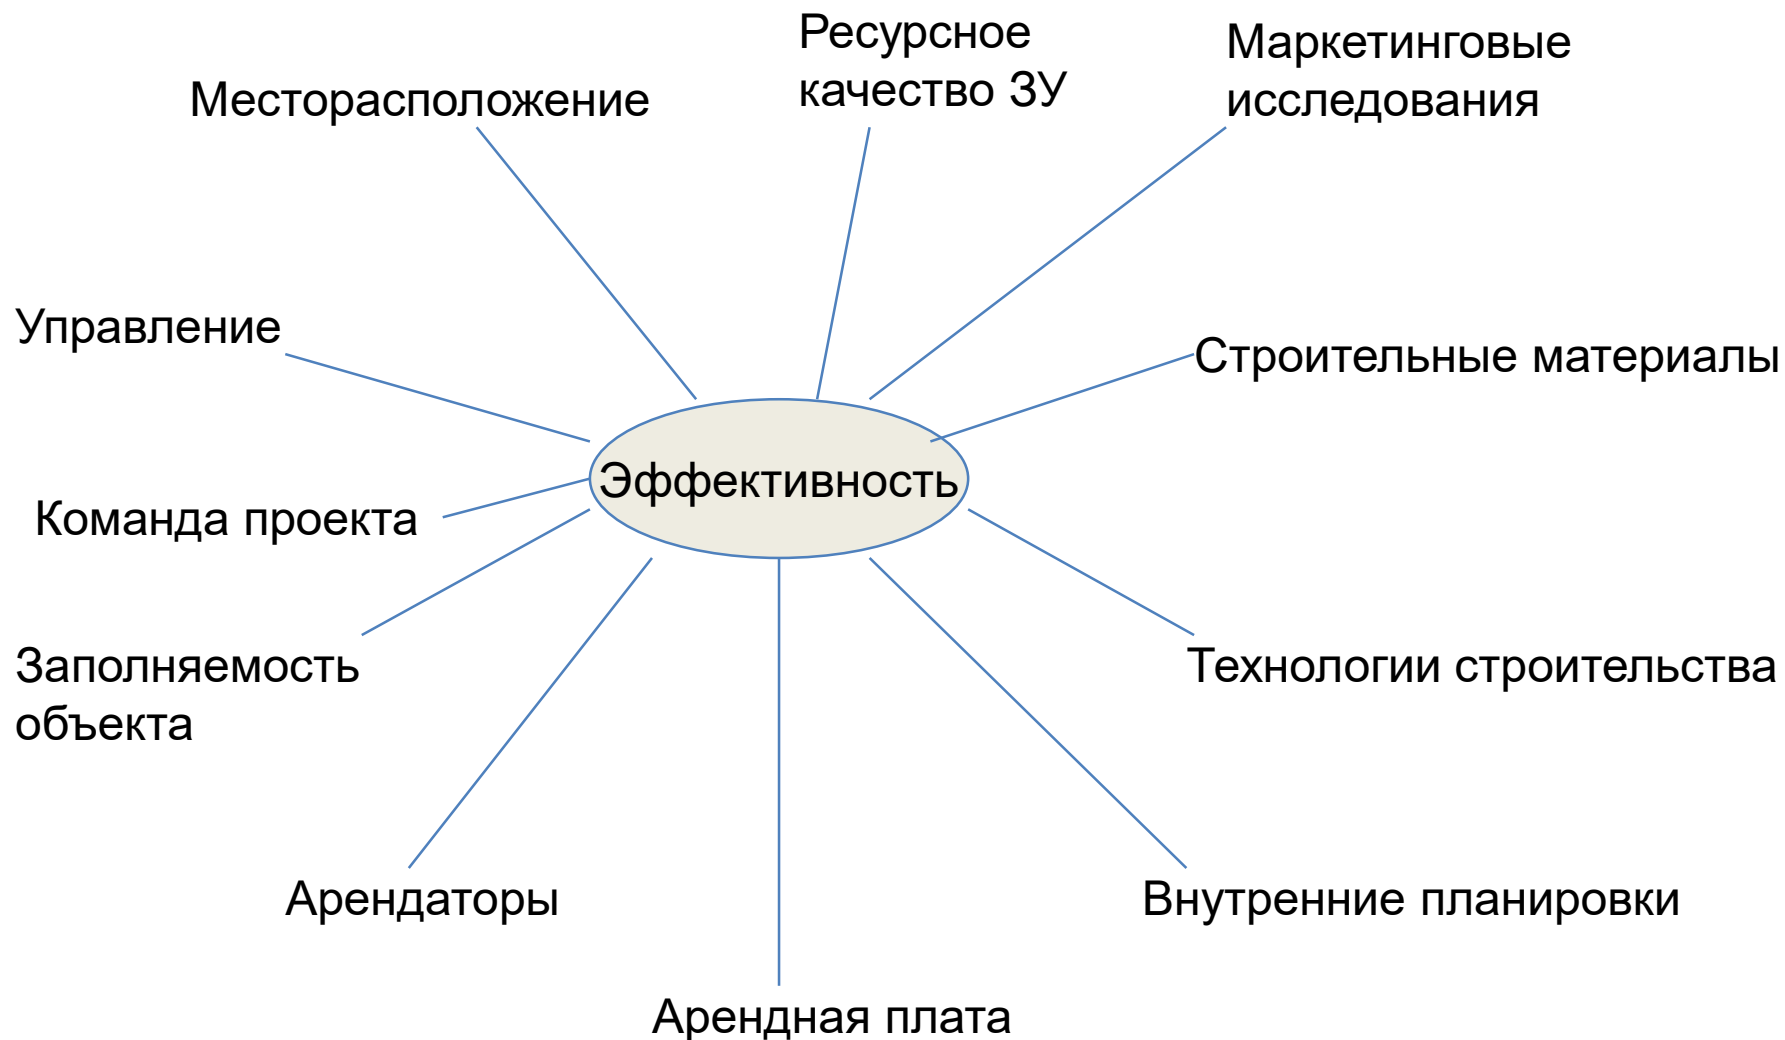 Ресурсное
качество ЗУ
Маркетинговые
исследования
Месторасположение
Управление
Строительные материалы
Эффективность
Команда проекта
Заполняемость
объекта
Технологии строительства
Арендаторы
Внутренние планировки
Арендная плата